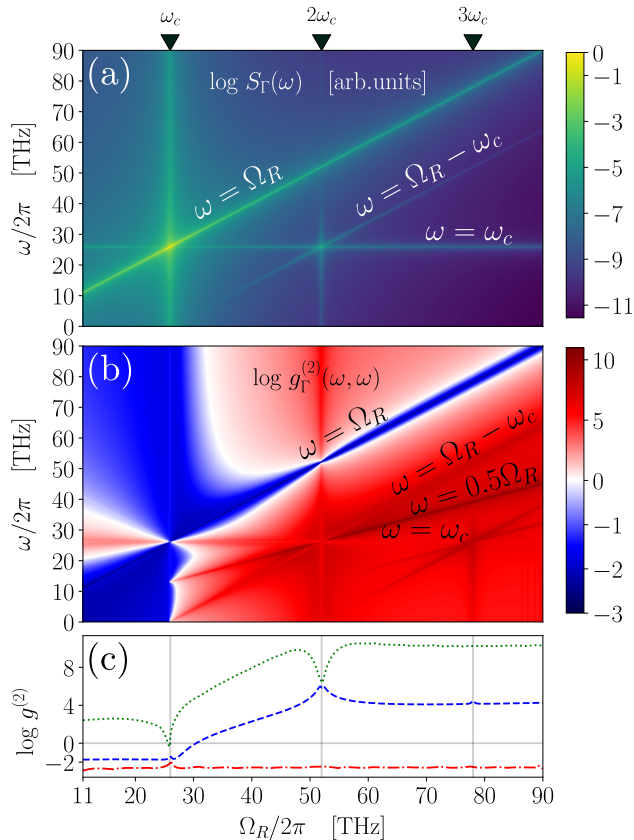 ω_c 2ω_c 3ω_c
(a)
log S_Γ(ω) [arb.units]
ω = Ω_R
ω = Ω_R − ω_c
ω = ω_c
ω/2π [THz]
90
80
70
60
50
40
30
20
10
0
0
−1
−3
−5
−7
−9
−11
(b)
log g_Γ^{(2)}(ω, ω)
ω = Ω_R
ω = Ω_R − ω_c
ω = 0.5Ω_R
ω = ω_c
ω/2π [THz]
90
80
70
60
50
40
30
20
10
0
10
5
2
0
−1
−2
−3
(c)
log g^{(2)}
8
4
0
−2
11 20 30 40 50 60 70 80 90
Ω_R/2π [THz]